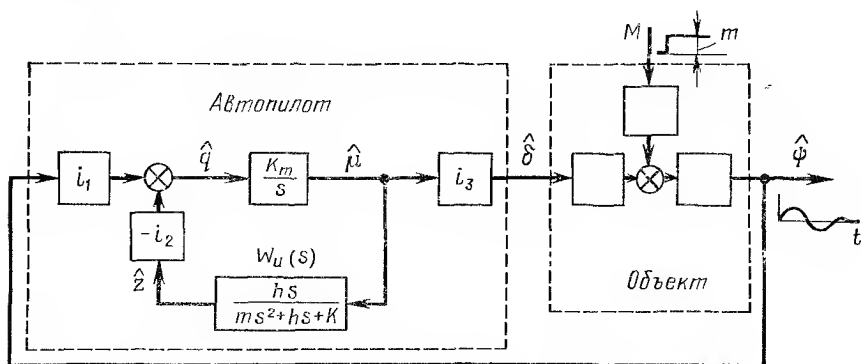 M
m
Автопилот
i₁
q̂
Kₘ/s
μ̂
i₃
δ̂
ψ̂
t
-i₂
ẑ
Wᵤ(s)
hs/(ms²+hs+K)
Объект